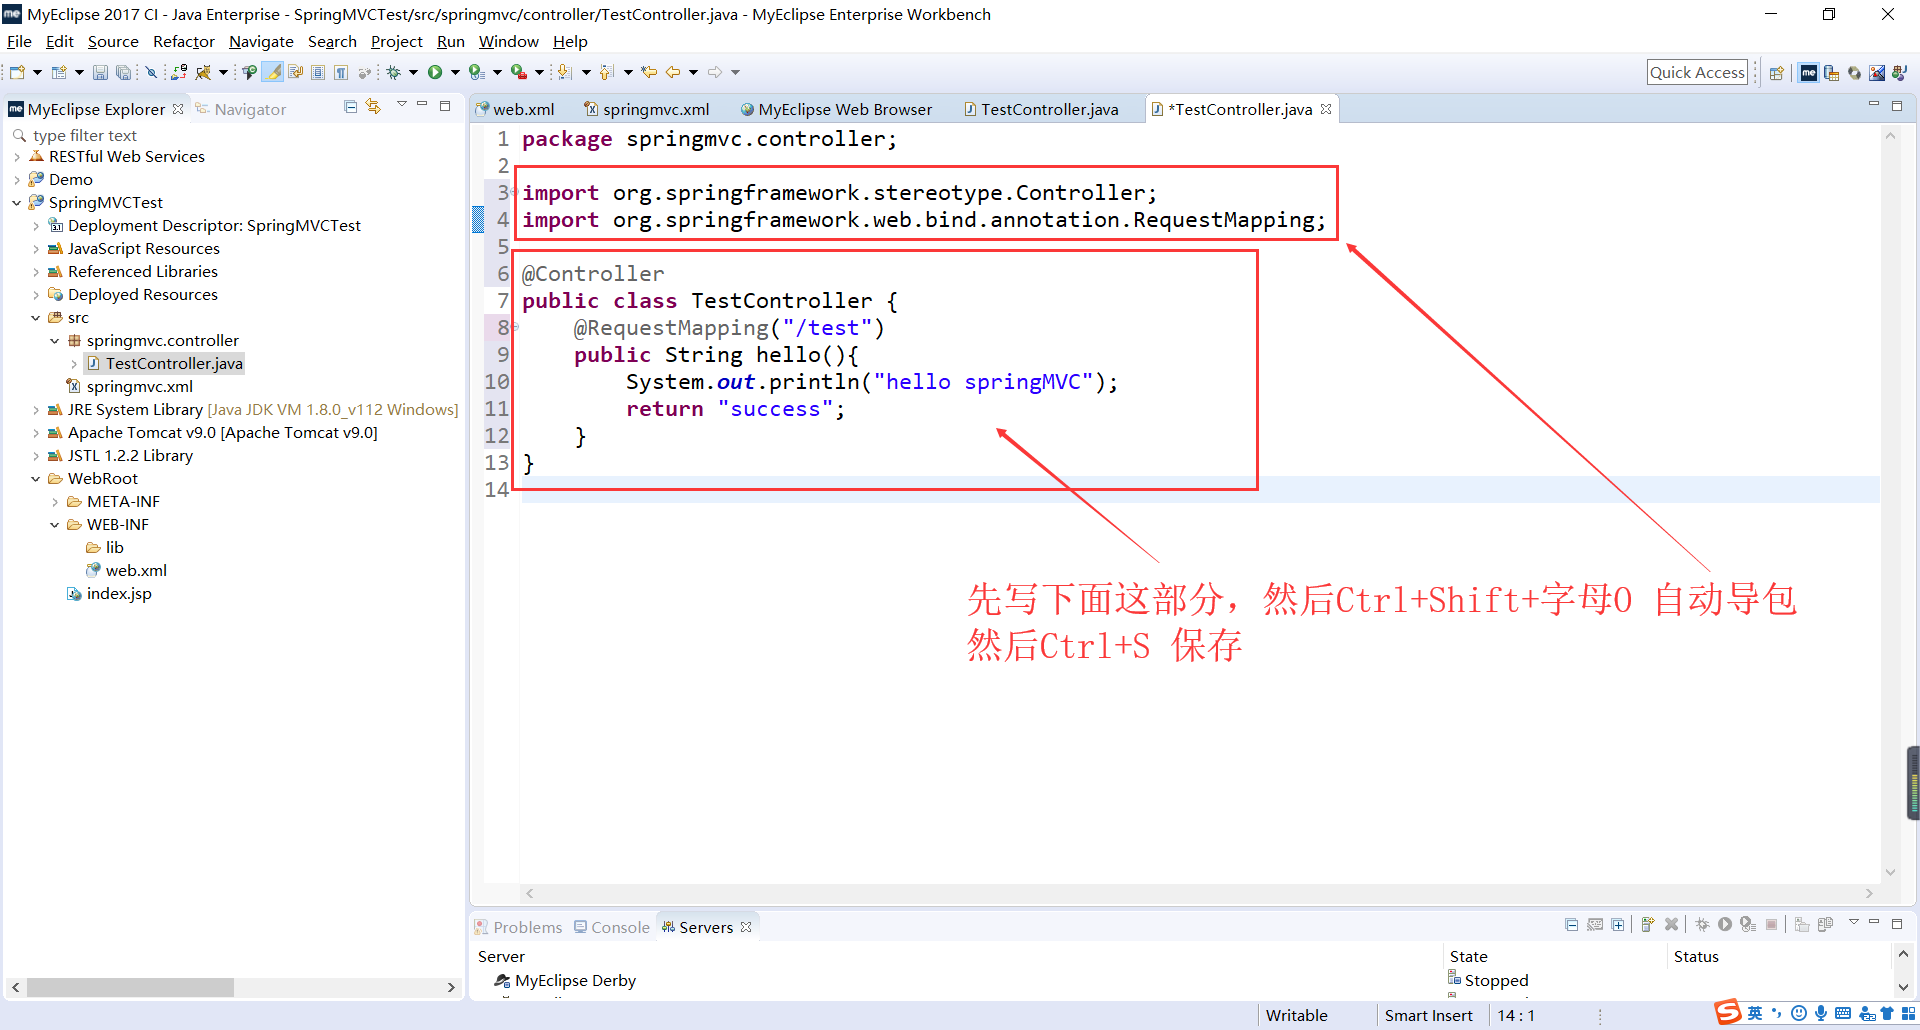 MyEclipse 2017 CI - Java Enterprise - SpringMVCTest/src/springmvc/controller/TestController.java - MyEclipse Enterprise Workbench
File Edit Source Refactor Navigate Search Project Run Window Help
Quick Access
MyEclipse Explorer Navigator
type filter text
RESTful Web Services
Demo
SpringMVCTest
Deployment Descriptor: SpringMVCTest
JavaScript Resources
Referenced Libraries
Deployed Resources
src
springmvc.controller
TestController.java
springmvc.xml
JRE System Library [Java JDK VM 1.8.0_v112 Windows]
Apache Tomcat v9.0 [Apache Tomcat v9.0]
JSTL 1.2.2 Library
WebRoot
META-INF
WEB-INF
lib
web.xml
index.jsp
web.xml springmvc.xml MyEclipse Web Browser TestController.java *TestController.java
1 package springmvc.controller;
2
3 import org.springframework.stereotype.Controller;
4 import org.springframework.web.bind.annotation.RequestMapping;
5
6 @Controller
7 public class TestController {
8 @RequestMapping("/test")
9 public String hello(){
10 System.out.println("hello springMVC");
11 return "success";
12 }
13 }
14
先写下面这部分，然后Ctrl+Shift+字母O 自动导包
然后Ctrl+S 保存
Problems Console Servers
Server State Status
MyEclipse Derby Stopped
Writable Smart Insert 14 : 1
英